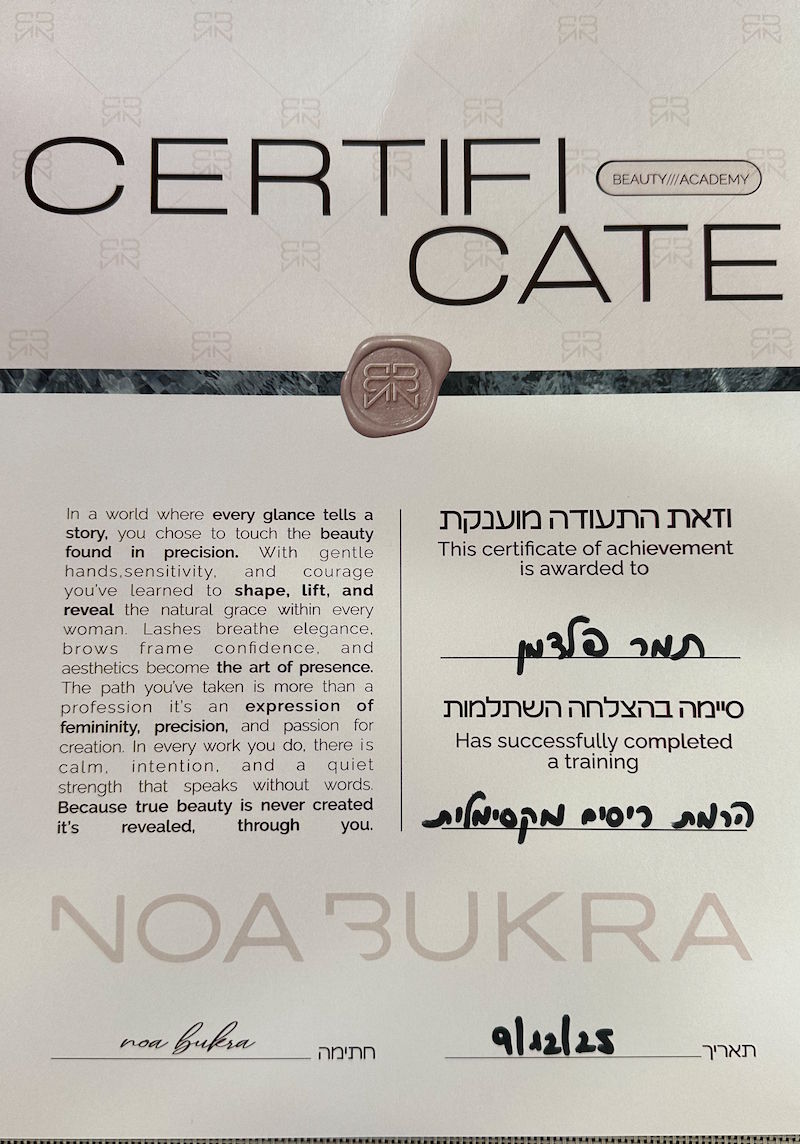 CERTIFI
BEAUTY///ACADEMY
CATE
In a world where every glance tells a
story, you chose to touch the beauty
found in precision. With gentle
hands,sensitivity, and courage
you've learned to shape, lift, and
reveal the natural grace within every
woman. Lashes breathe elegance,
brows frame confidence, and
aesthetics become the art of presence.
The path you've taken is more than a
profession it's an expression of
femininity, precision, and passion for
creation. In every work you do, there is
calm, intention, and a quiet
strength that speaks without words.
Because true beauty is never created
it's revealed, through you.
וזאת התעודה מוענקת
This certificate of achievement
is awarded to
תמר פלדמן
סיימה בהצלחה השתלמות
Has successfully completed
a training
הרמת ריסים מקסימלית
NOA BUKRA
noa bukra חתימה
9/12/25 תאריך